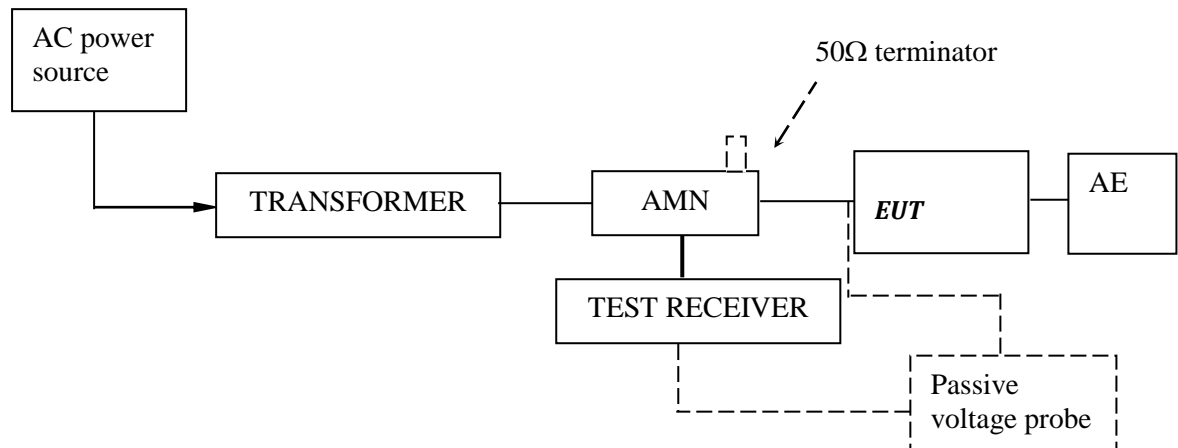 AC power
source
50Ω terminator
TRANSFORMER
AMN
EUT
AE
TEST RECEIVER
Passive
voltage probe